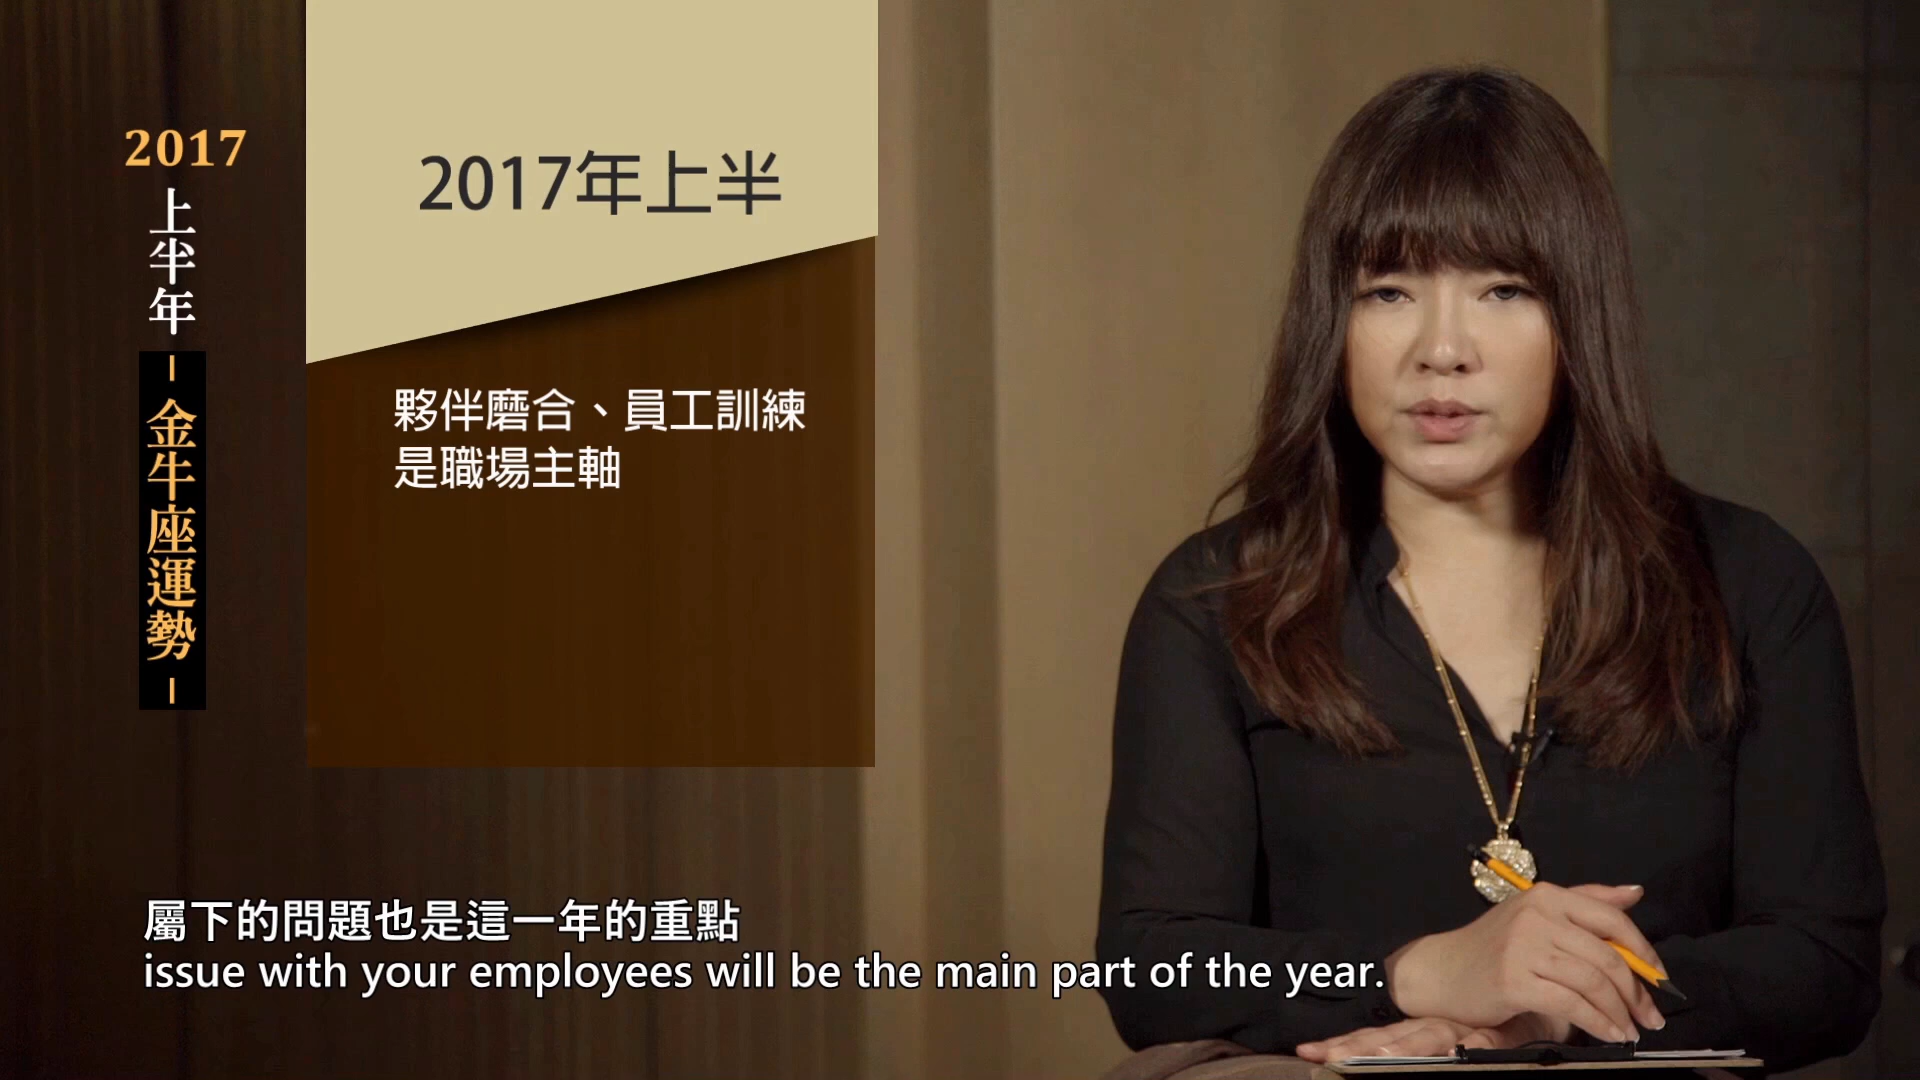 2017
上半年
金牛座運勢
2017年上半
夥伴磨合、員工訓練
是職場主軸
屬下的問題也是這一年的重點
issue with your employees will be the main part of the year.